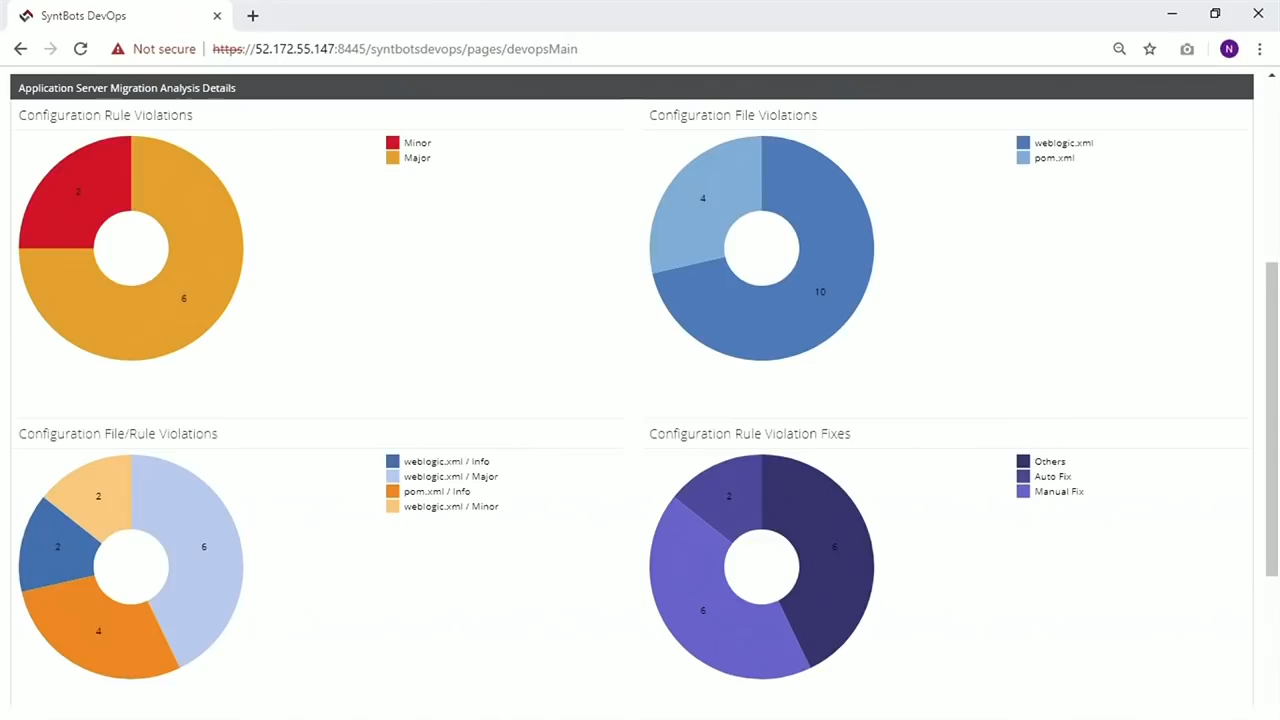 SyntBots DevOps
Not secure
https://52.172.55.147:8445/syntbotsdevops/pages/devopsMain
N
Application Server Migration Analysis Details
Configuration Rule Violations
Minor
Major
2
6
Configuration File Violations
weblogic.xml
pom.xml
4
10
Configuration File/Rule Violations
weblogic.xml / Info
weblogic.xml / Major
pom.xml / Info
weblogic.xml / Minor
2
2
6
4
Configuration Rule Violation Fixes
Others
Auto Fix
Manual Fix
2
6
6